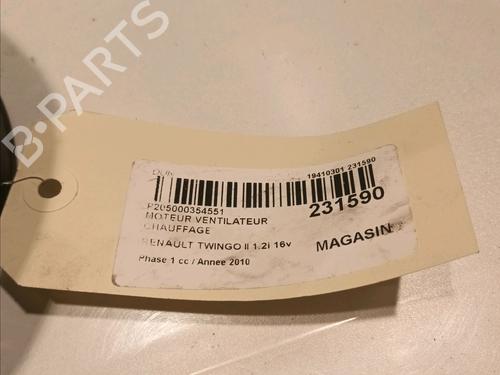 B-PARTS
19410301 231590
231590
P205000354551
MOTEUR VENTILATEUR
CHAUFFAGE
RENAULT TWINGO II 1.2i 16v
MAGASIN
Phase 1 cc / Année 2010